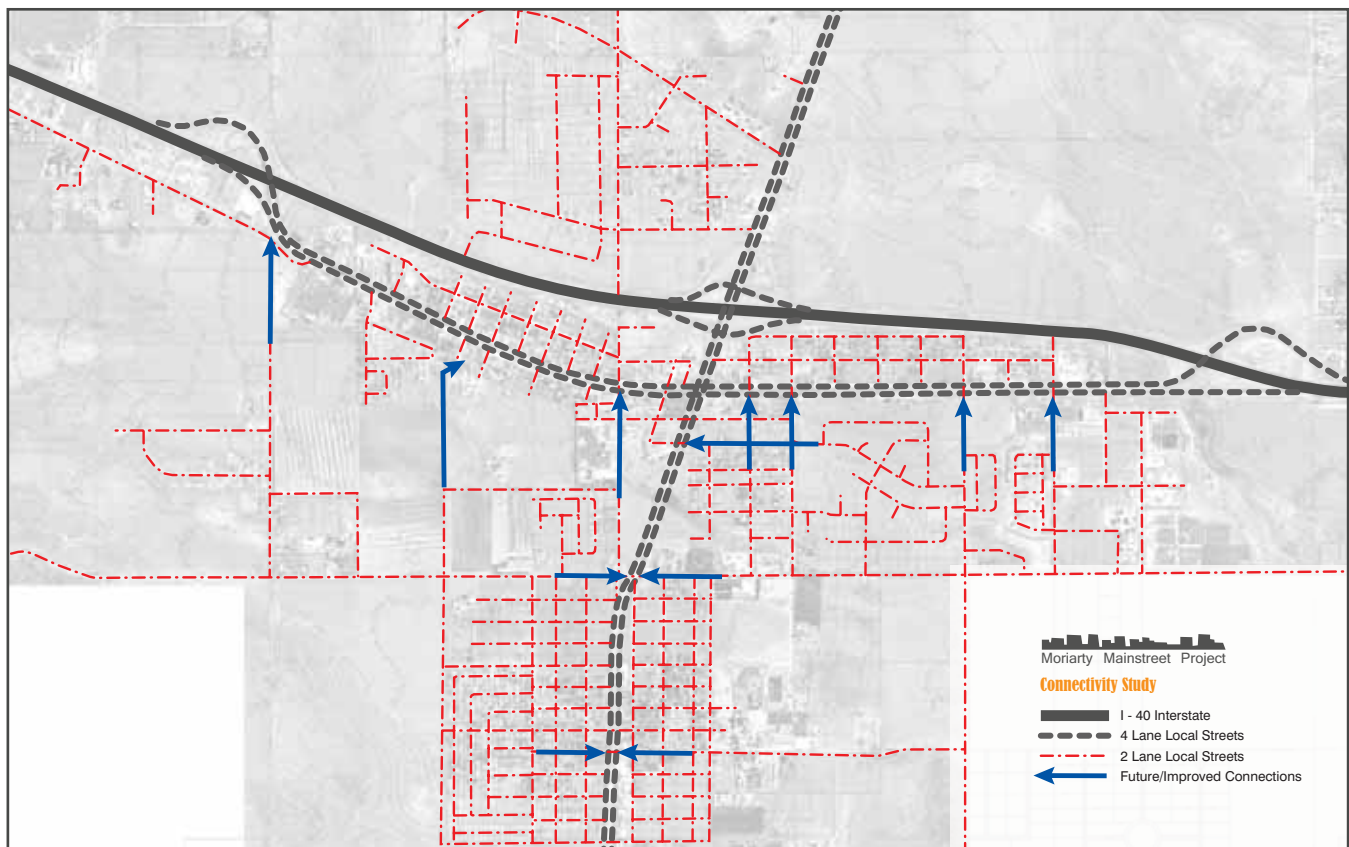 Moriarty Mainstreet Project
Connectivity Study
I - 40 Interstate
4 Lane Local Streets
2 Lane Local Streets
Future/Improved Connections